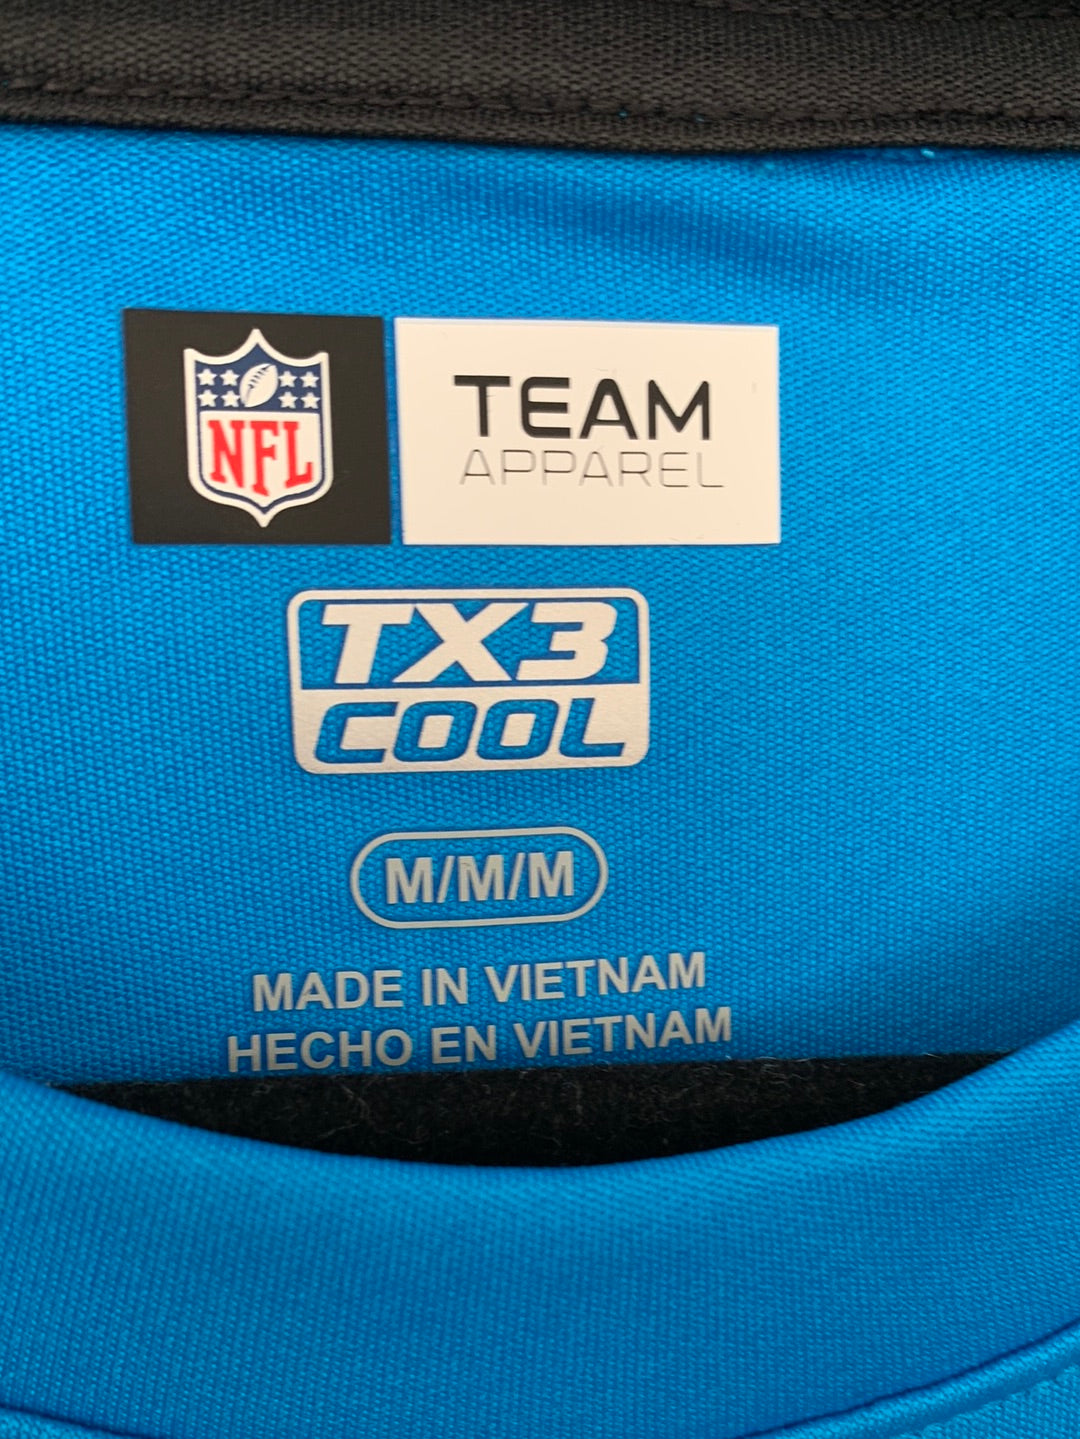 NFL
TEAM
APPAREL
TX3
COOL
M/M/M
MADE IN VIETNAM
HECHO EN VIETNAM